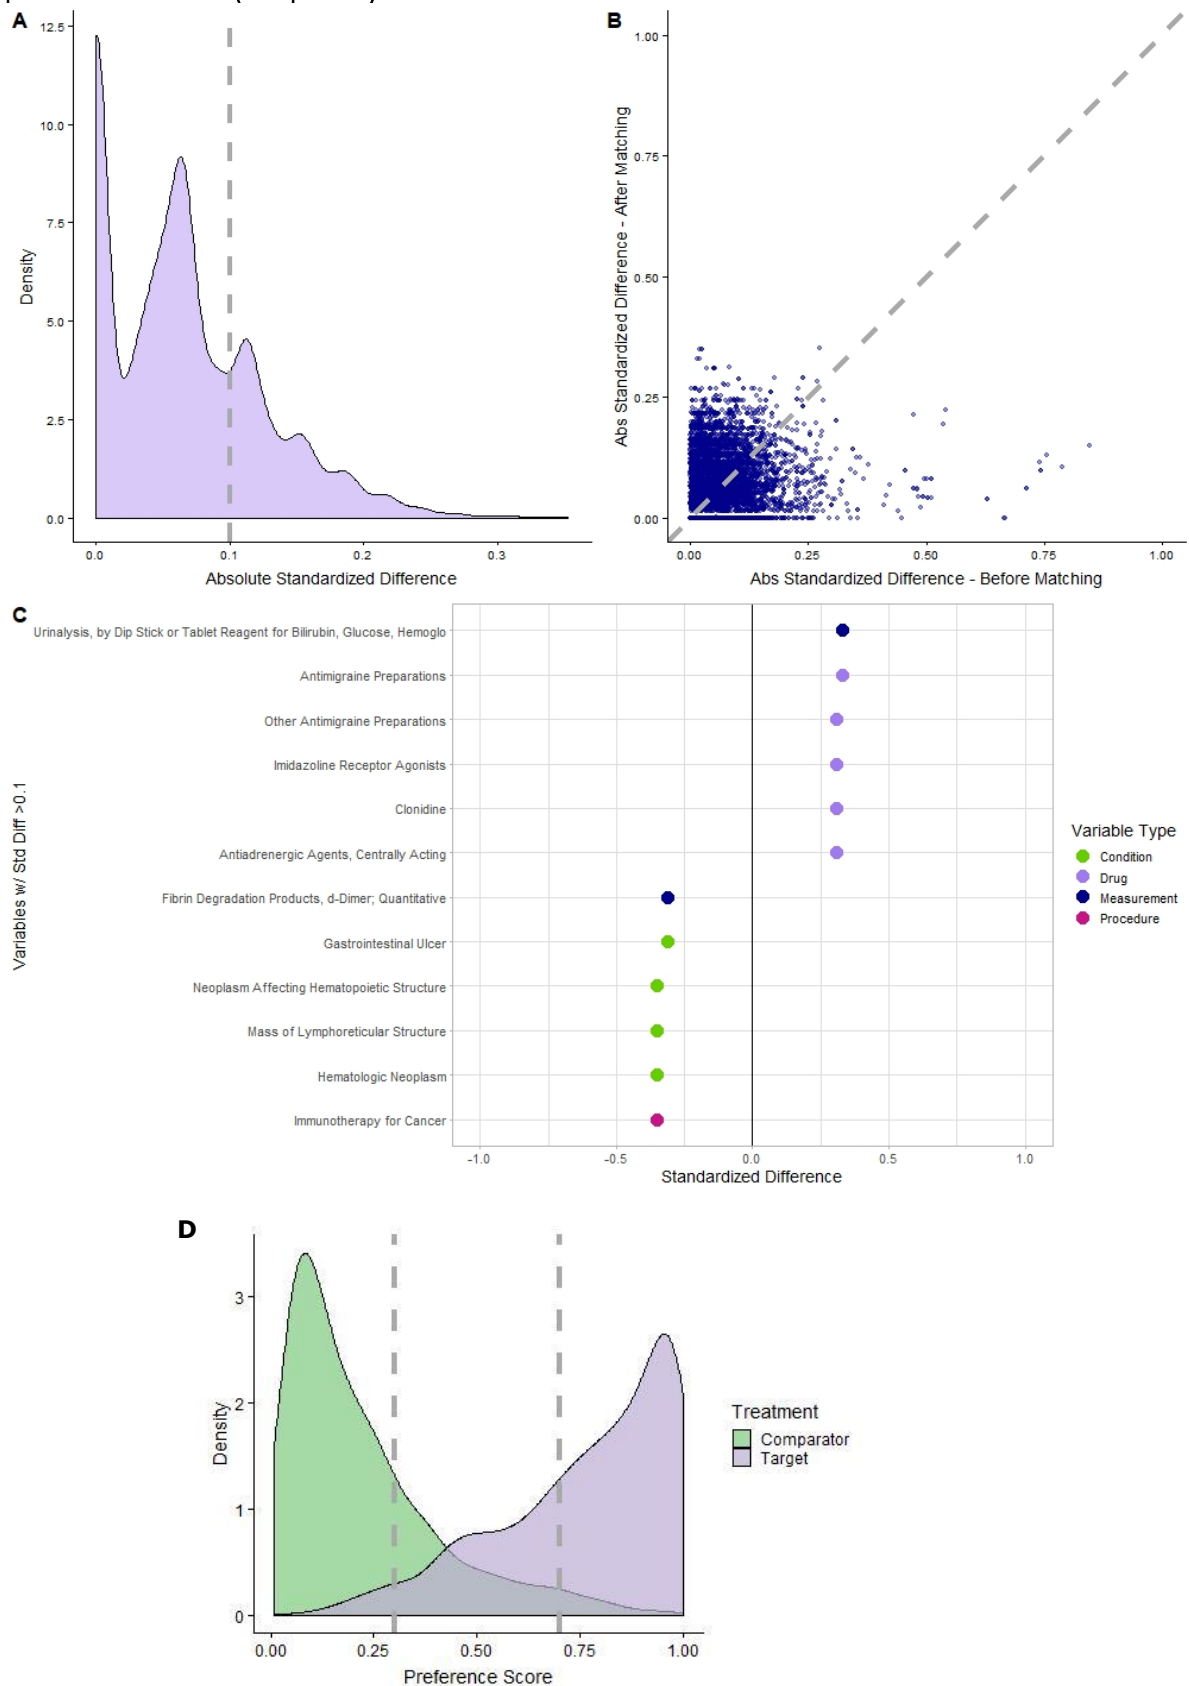 A
12.5
10.0
7.5
5.0
2.5
0.0
Density
0.0 0.1 0.2 0.3
Absolute Standardized Difference
B
1.00
0.75
0.50
0.25
0.00
Abs Standardized Difference - After Matching
0.00 0.25 0.50 0.75 1.00
Abs Standardized Difference - Before Matching
C
Variables w/ Std Diff >0.1
Urinalysis, by Dip Stick or Tablet Reagent for Bilirubin, Glucose, Hemoglo
Antimigraine Preparations
Other Antimigraine Preparations
Imidazoline Receptor Agonists
Clonidine
Antiadrenergic Agents, Centrally Acting
Fibrin Degradation Products, d-Dimer; Quantitative
Gastrointestinal Ulcer
Neoplasm Affecting Hematopoietic Structure
Mass of Lymphoreticular Structure
Hematologic Neoplasm
Immunotherapy for Cancer
-1.0 -0.5 0.0 0.5 1.0
Standardized Difference
Variable Type
Condition
Drug
Measurement
Procedure
D
3
2
1
0
Density
0.00 0.25 0.50 0.75 1.00
Preference Score
Treatment
Comparator
Target